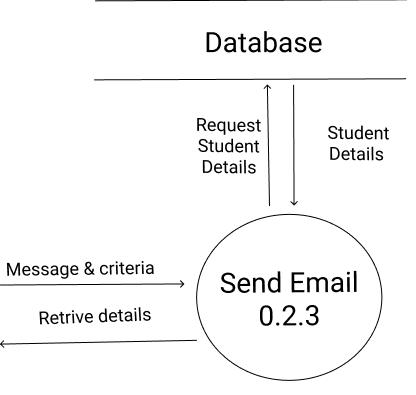 Database
Request
Student
Details
Student
Details
Message & criteria
Send Email
0.2.3
Retrive details